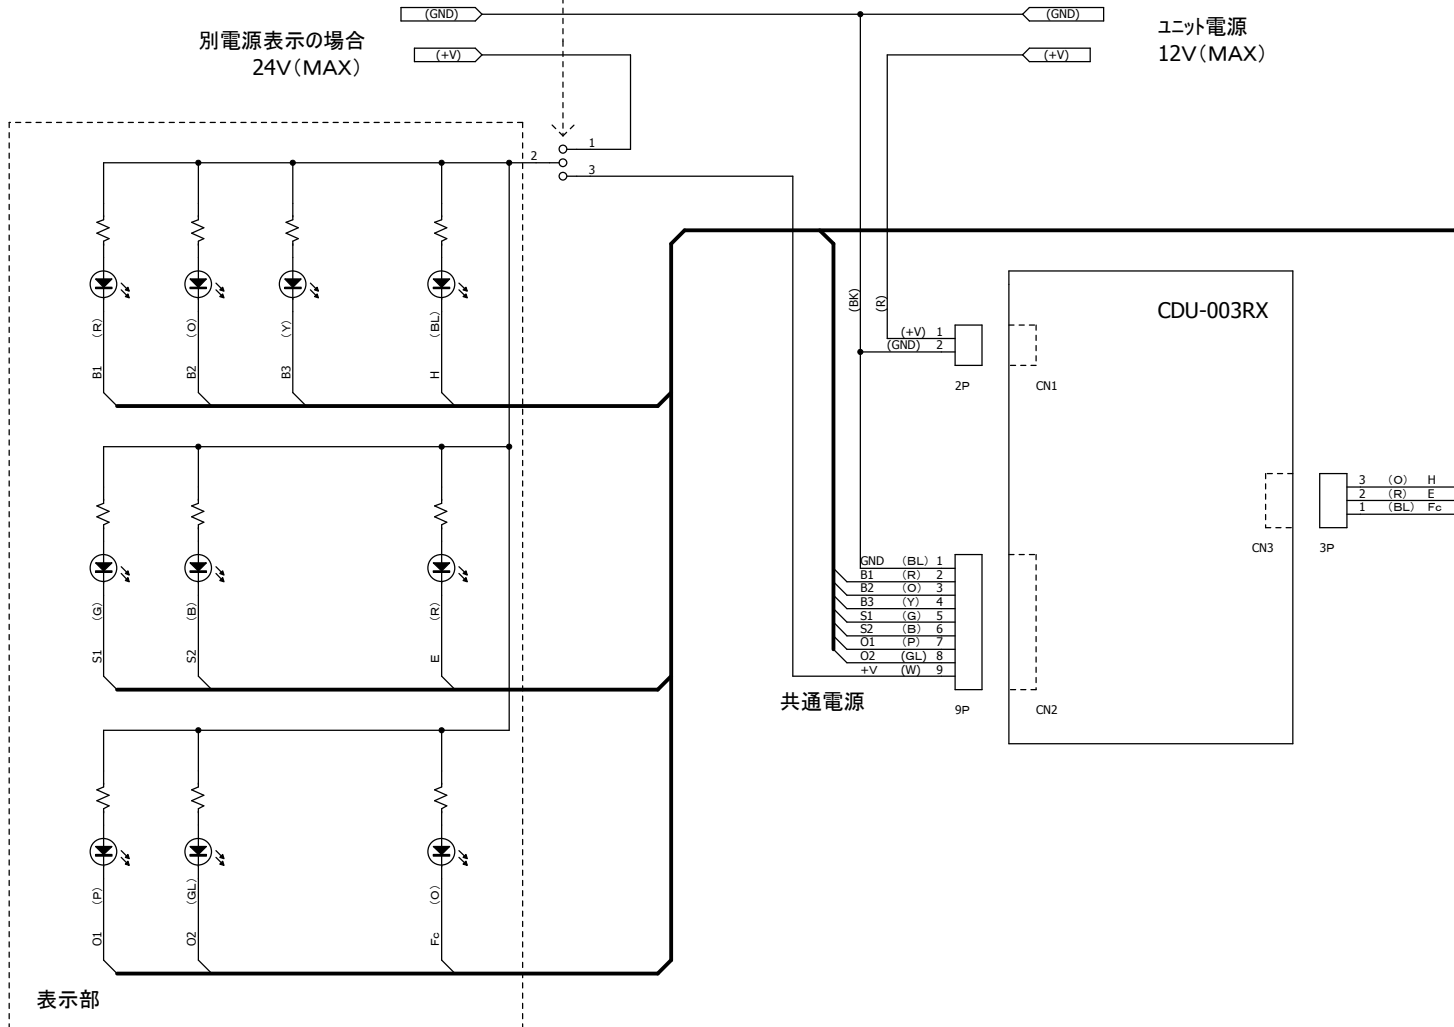 (GND)
(GND)
別電源表示の場合
24V(MAX)
(+V)
(+V)
ユニット電源
12V(MAX)
1
2
3
(R)
B1
(O)
B2
(Y)
B3
(BL)
H
(BK)
(R)
CDU-003RX
(+V) 1
(GND) 2
2P
CN1
(G)
S1
(B)
S2
(R)
E
3 (O) H
2 (R) E
1 (BL) Fc
CN3
3P
GND (BL) 1
B1 (R) 2
B2 (O) 3
B3 (Y) 4
S1 (G) 5
S2 (B) 6
O1 (P) 7
O2 (GL) 8
+V (W) 9
共通電源
9P
CN2
(P)
O1
(GL)
O2
(O)
Fc
表示部